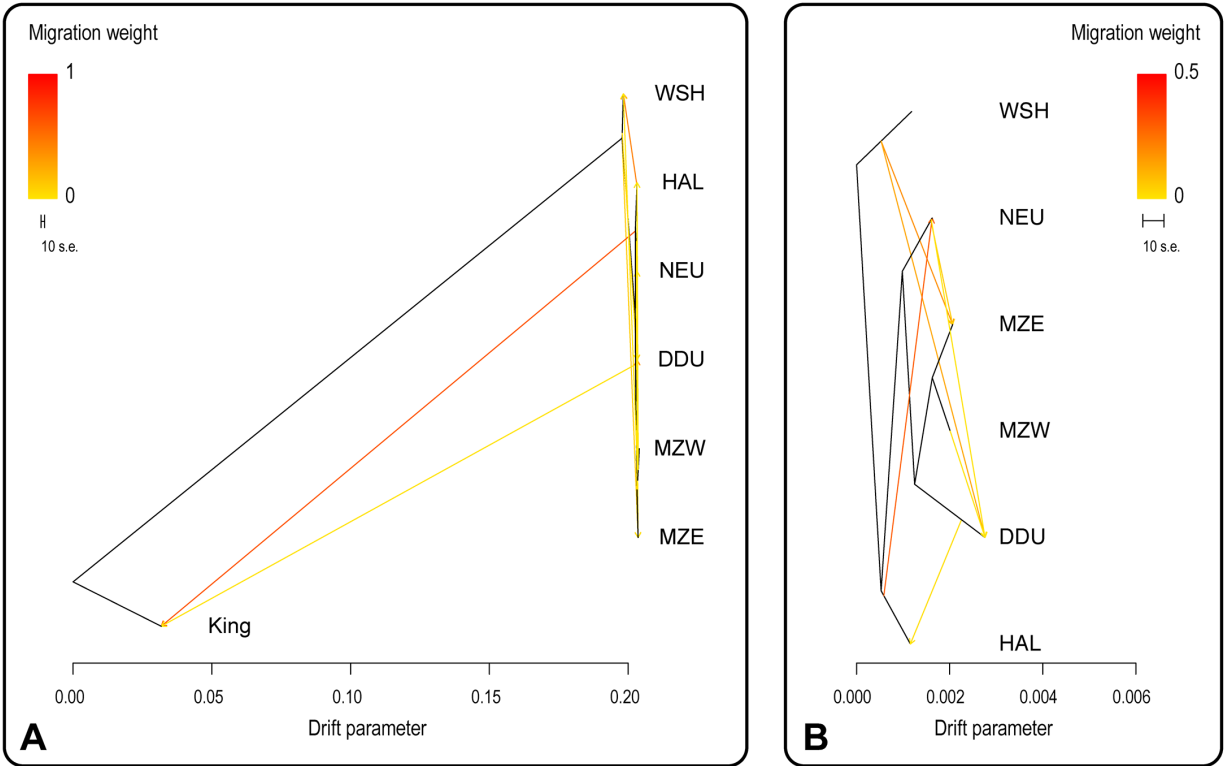 Migration weight
1
0
10 s.e.
WSH
HAL
NEU
DDU
MZW
MZE
King
0.00 0.05 0.10 0.15 0.20
Drift parameter
A
Migration weight
0.5
0
10 s.e.
WSH
NEU
MZE
MZW
DDU
HAL
0.000 0.002 0.004 0.006
Drift parameter
B